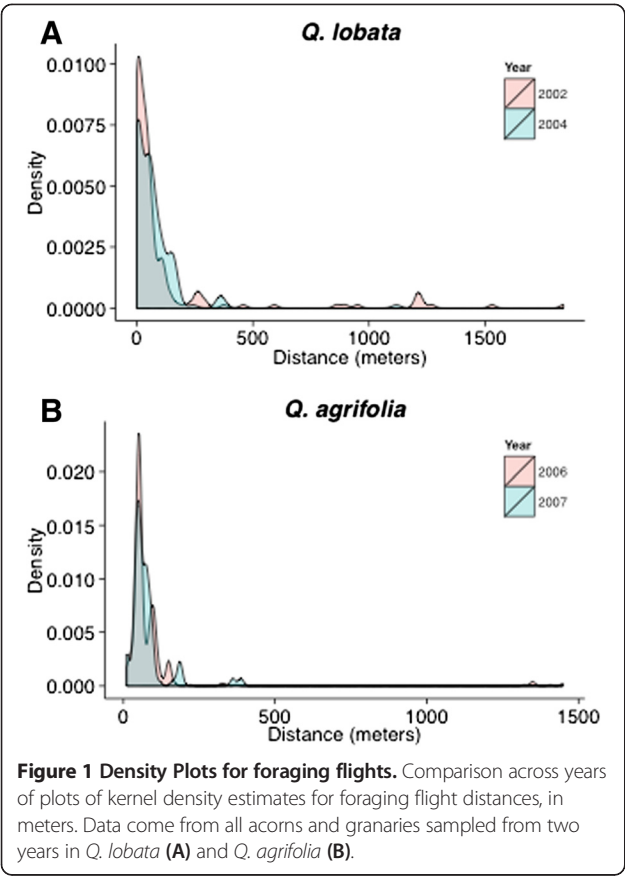 A
Q. lobata
0.0100
0.0075
0.0050
0.0025
0.0000
Density
Year
2002
2004
0
500
1000
1500
Distance (meters)
B
Q. agrifolia
0.020
0.015
0.010
0.005
0.000
Density
Year
2006
2007
0
500
1000
1500
Distance (meters)
Figure 1 Density Plots for foraging flights. Comparison across years
of plots of kernel density estimates for foraging flight distances, in
meters. Data come from all acorns and granaries sampled from two
years in Q. lobata (A) and Q. agrifolia (B).